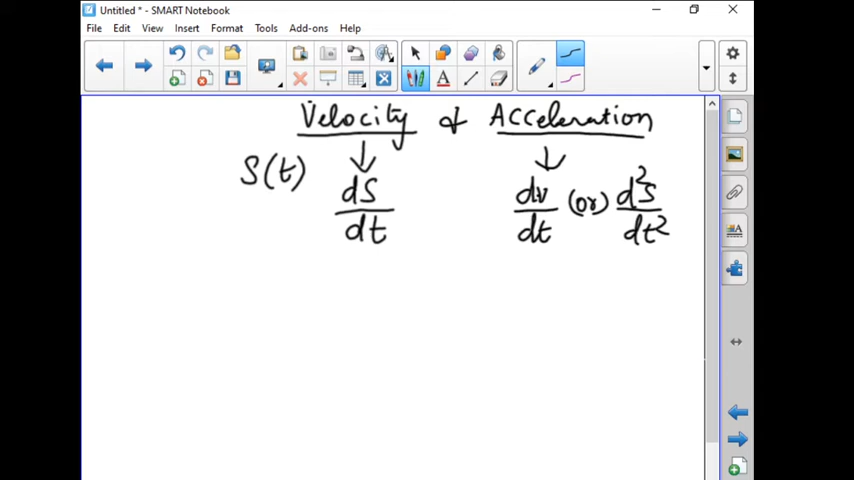 Untitled * - SMART Notebook
File Edit View Insert Format Tools Add-ons Help
Velocity & Acceleration
S(t) dS/dt dv/dt (or) d²S/dt²